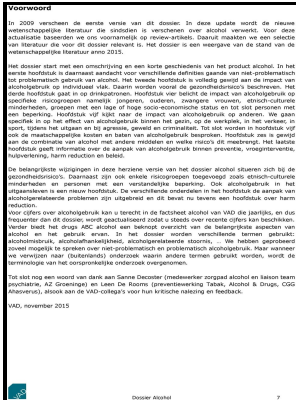 Voorwoord
In 2009 verscheen de eerste versie van dit dossier. In deze update wordt de nieuwe
wetenschappelijke literatuur die sindsdien is verschenen over alcohol verwerkt. Voor deze
actualisatie baseerden we ons voornamelijk op review-artikels. Daaruit maakten we een selectie
van literatuur die voor dit dossier relevant is. Het dossier is een weergave van de stand van de
wetenschappelijke literatuur anno 2015.
Het dossier start met een omschrijving en een korte geschiedenis van het product alcohol. In het
eerste hoofdstuk is daarnaast aandacht voor verschillende definities gaande van niet-problematisch
tot problematisch gebruik van alcohol. Het tweede hoofdstuk is volledig gewijd aan de impact van
alcoholgebruik op individueel vlak. Daarin worden vooral de gezondheidsrisico's beschreven. Het
derde hoofdstuk gaat in op drinkpatronen. Hoofdstuk vier belicht de impact van alcoholgebruik op
specifieke risicogroepen namelijk jongeren, ouderen, zwangere vrouwen, etnisch-culturele
minderheden, groepen met een lage of hoge socio-economische status en tot slot personen met
een beperking. Hoofdstuk vijf kijkt naar de impact van alcoholgebruik op anderen. We gaan
specifiek in op het effect van alcoholgebruik binnen het gezin, op de werkplek, in het verkeer, in
sport, tijdens het uitgaan en bij agressie, geweld en criminaliteit. Tot slot worden in hoofdstuk vijf
ook de maatschappelijke kosten en baten van alcoholgebruik besproken. Hoofdstuk zes is gewijd
aan de combinatie van alcohol met andere middelen en welke risico's dit meebrengt. Het laatste
hoofdstuk geeft informatie over de aanpak van alcoholgebruik binnen preventie, vroeginterventie,
hulpverlening, harm reduction en beleid.
De belangrijkste wijzigingen in deze herziene versie van het dossier alcohol situeren zich bij de
gezondheidsrisico's. Daarnaast zijn ook enkele risicogroepen toegevoegd zoals etnisch-culturele
minderheden en personen met een verstandelijke beperking. Ook alcoholgebruik in het
uitgaansleven is een nieuw hoofdstuk. De verschillende onderdelen in het hoofdstuk de aanpak van
alcoholgerelateerde problemen zijn uitgebreid en dit bevat nu tevens een hoofdstuk over harm
reduction.
Voor cijfers over alcoholgebruik kan u terecht in de factsheet alcohol van VAD die jaarlijks, en dus
frequenter dan dit dossier, wordt geactualiseerd zodat u steeds over recente cijfers kan beschikken.
Verder biedt het drugs ABC alcohol een beknopt overzicht van de belangrijkste aspecten van
alcohol en het gebruik ervan. In het dossier worden verschillende termen gebruikt:
alcoholmisbruik, alcoholafhankelijkheid, alcoholgerelateerde stoornis, ... We hebben geprobeerd
zoveel mogelijk te spreken over niet-problematisch en problematisch alcoholgebruik. Maar wanneer
we verwijzen naar (buitenlands) onderzoek waarin andere termen gebruikt worden, wordt de
terminologie van het oorspronkelijke onderzoek overgenomen.
Tot slot nog een woord van dank aan Sanne Decoster (medewerker zorgpad alcohol en liaison team
psychiatrie, AZ Groeninge) en Leen De Rooms (preventiewerking Tabak, Alcohol & Drugs, CGG
Ahasverus), alsook aan de VAD-collega's voor hun kritische nalezing en feedback.
VAD, november 2015
VAD
Dossier Alcohol 7